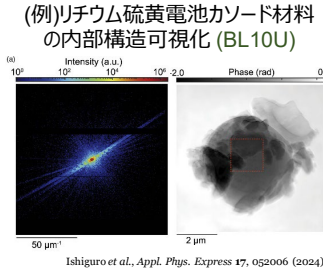 (例)リチウム硫黄電池カソード材料
の内部構造可視化 (BL10U)
(a)
Intensity (a.u.)
10⁰ 10² 10⁴ 10⁶
-2.0 Phase (rad) 0
50 μm⁻¹
2 μm
Ishiguro et al., Appl. Phys. Express 17, 052006 (2024)